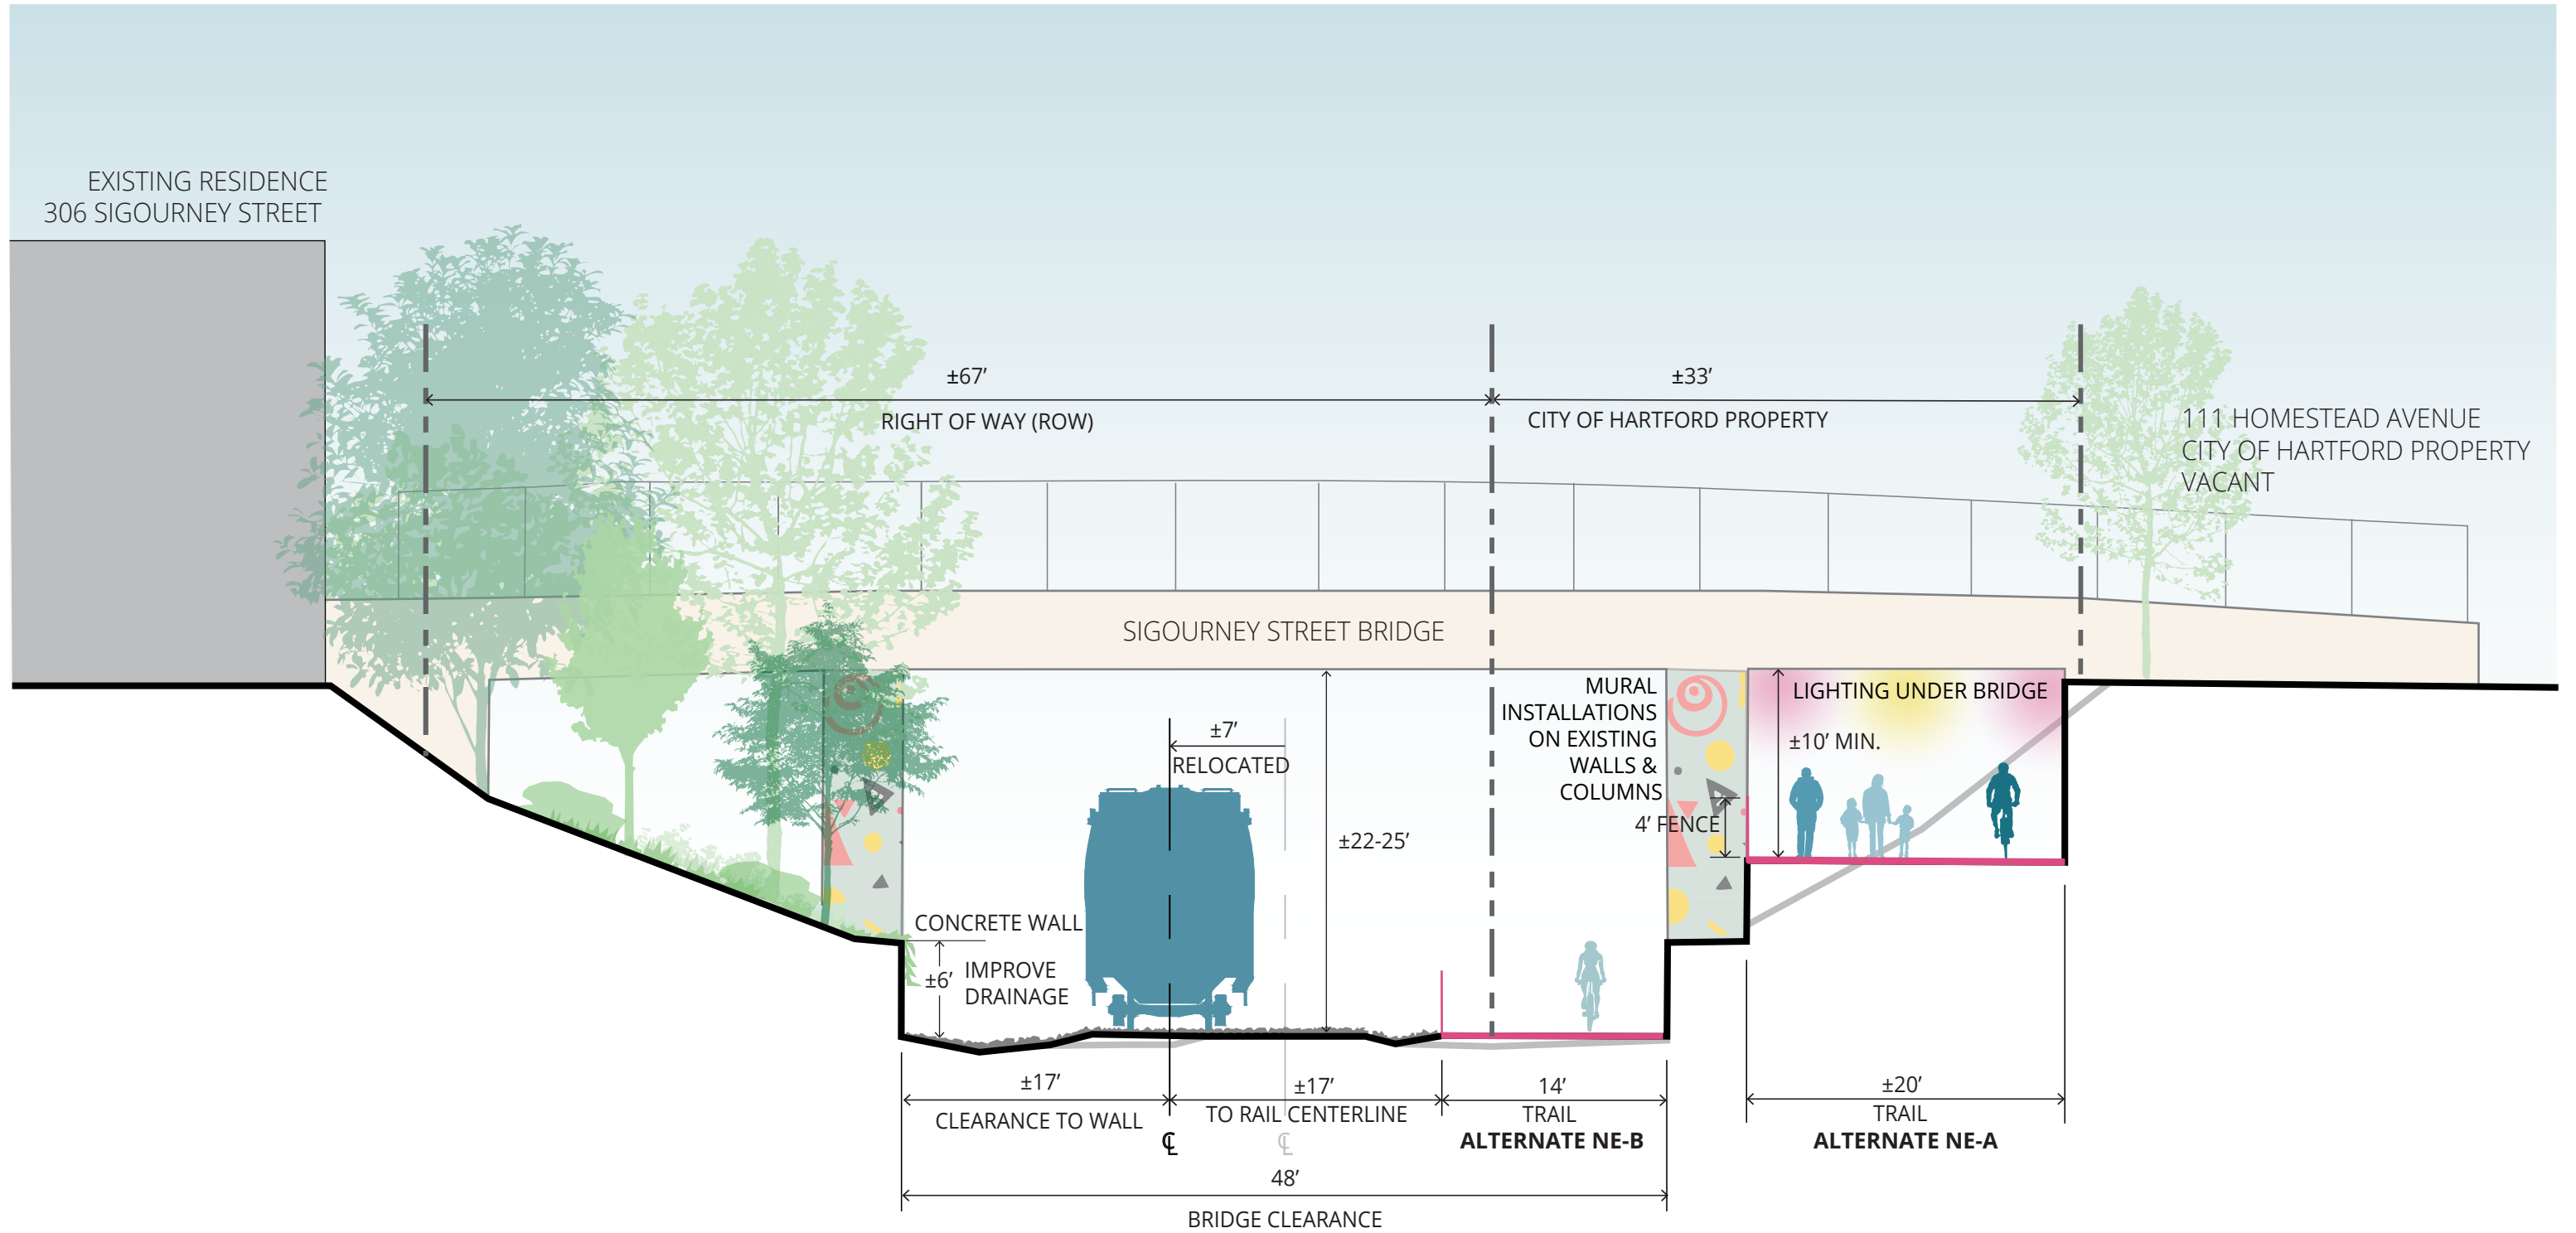 EXISTING RESIDENCE
306 SIGOURNEY STREET
±67’
RIGHT OF WAY (ROW)
±33’
CITY OF HARTFORD PROPERTY
111 HOMESTEAD AVENUE
CITY OF HARTFORD PROPERTY
VACANT
SIGOURNEY STREET BRIDGE
MURAL
INSTALLATIONS
ON EXISTING
WALLS &
COLUMNS
LIGHTING UNDER BRIDGE
±10’ MIN.
±7’
RELOCATED
4’ FENCE
±22-25’
CONCRETE WALL
±6’
IMPROVE
DRAINAGE
±17’
CLEARANCE TO WALL
±17’
TO RAIL CENTERLINE
℄
℄
14’
TRAIL
ALTERNATE NE-B
±20’
TRAIL
ALTERNATE NE-A
48’
BRIDGE CLEARANCE